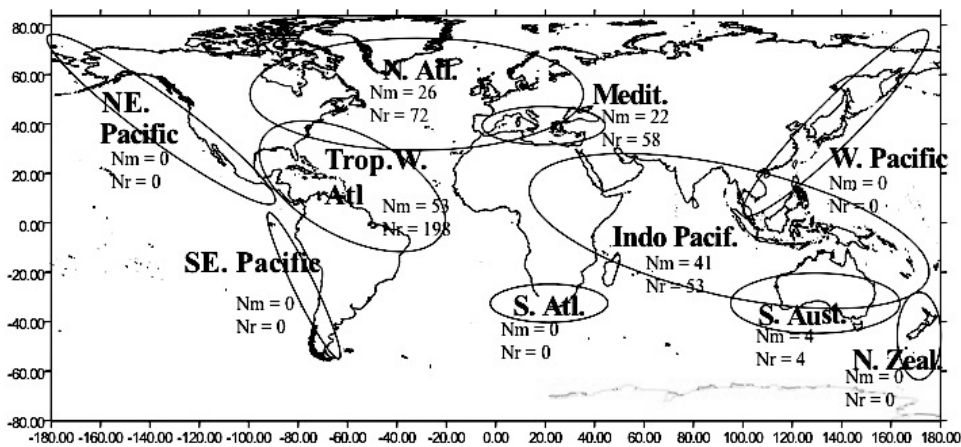 80.00
60.00
40.00
20.00
0.00
-20.00
-40.00
-60.00
-80.00
NE.
Pacific
Nm = 0
Nr = 0
N. Atl.
Nm = 26
Nr = 72
Medit.
Nm = 22
Nr = 58
Trop.W.
Atl
Nm = 53
Nr = 198
W. Pacific
Nm = 0
Nr = 0
SE. Pacific
Nm = 0
Nr = 0
Indo Pacif.
Nm = 41
Nr = 53
S. Atl.
Nm = 0
Nr = 0
S. Aust.
Nm = 4
Nr = 4
N. Zeal.
Nm = 0
Nr = 0
-180.00 -160.00 -140.00 -120.00 -100.00 -80.00 -60.00 -40.00 -20.00 0.00 20.00 40.00 60.00 80.00 100.00 120.00 140.00 160.00 180.00